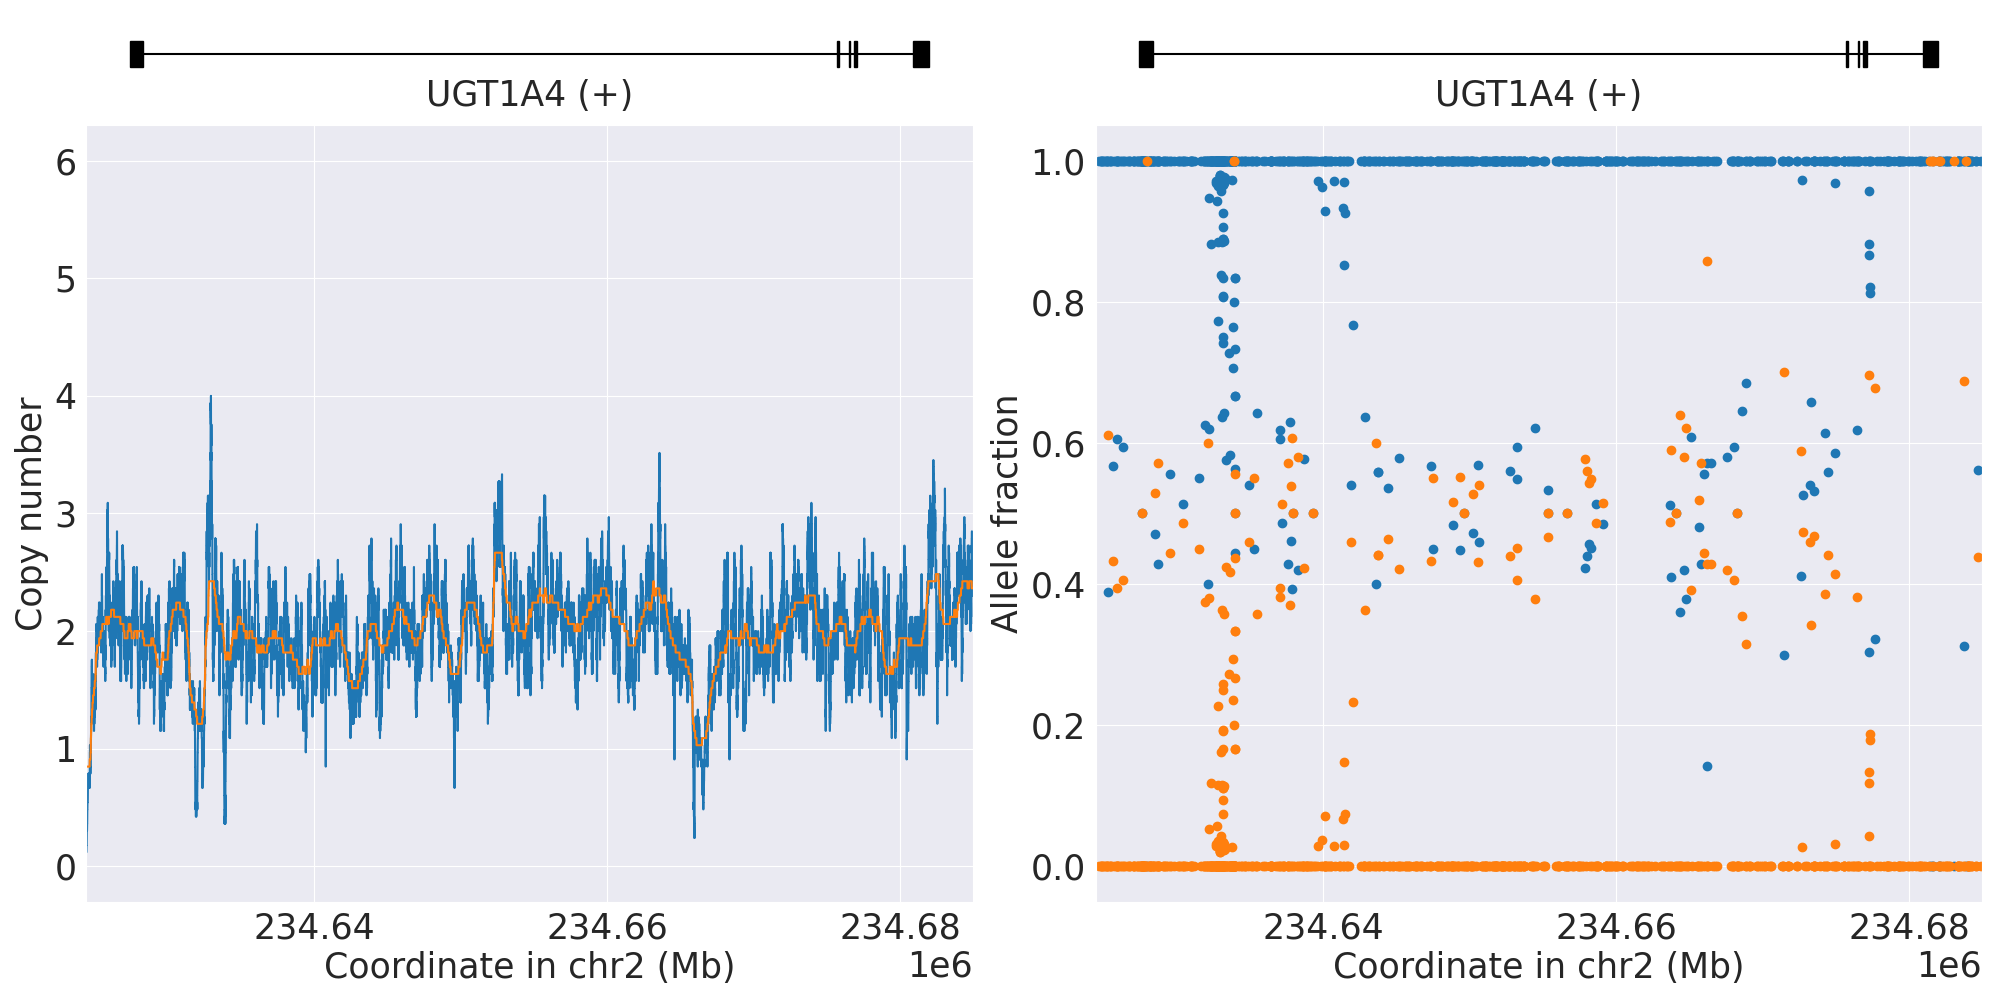 UGT1A4 (+)
6
5
4
3
2
1
0
Copy number
234.64 234.66 234.68
1e6
Coordinate in chr2 (Mb)
UGT1A4 (+)
1.0
0.8
0.6
0.4
0.2
0.0
Allele fraction
234.64 234.66 234.68
1e6
Coordinate in chr2 (Mb)